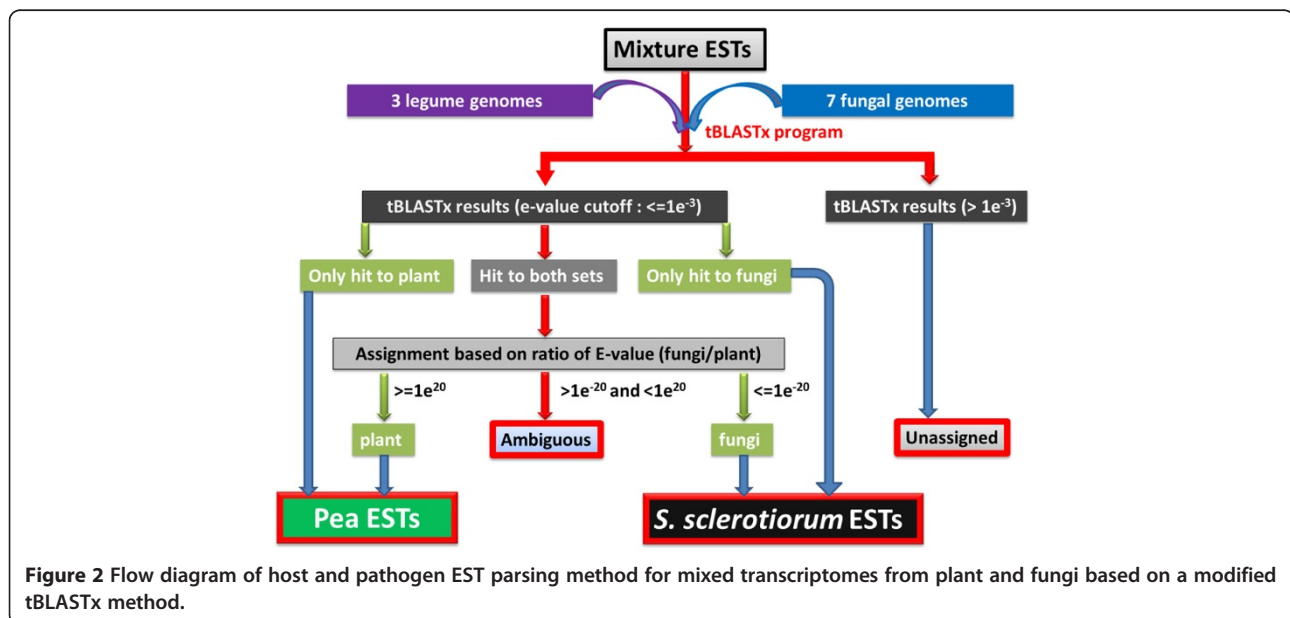 Mixture ESTs
3 legume genomes
7 fungal genomes
tBLASTx program
tBLASTx results (e-value cutoff : <=1e⁻³)
tBLASTx results (> 1e⁻³)
Only hit to plant
Hit to both sets
Only hit to fungi
Assignment based on ratio of E-value (fungi/plant)
>=1e²⁰
>1e⁻²⁰ and <1e²⁰
<=1e⁻²⁰
plant
Ambiguous
fungi
Unassigned
Pea ESTs
S. sclerotiorum ESTs
Figure 2 Flow diagram of host and pathogen EST parsing method for mixed transcriptomes from plant and fungi based on a modified
tBLASTx method.